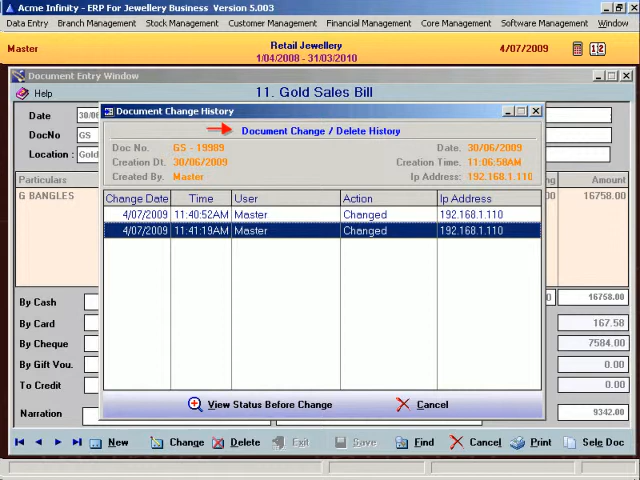 Acme Infinity - ERP For Jewellery Business Version 5.003
Data Entry Branch Management Stock Management Customer Management Financial Management Core Management Software Management Window
Master Retail Jewellery 4/07/2009
1/04/2008 - 31/03/2010
Document Entry Window
Help 11. Gold Sales Bill
Document Change History
Date
Document Change / Delete History
DocNo GS
Doc No. GS - 19989 Date. 30/06/2009
Location : Gold
Creation Dt. 30/06/2009 Creation Time. 11:06.58AM
Created By. Master Ip Address: 192.168.1.110
Particulars Amount
G BANGLES 16758.00
Change Date Time User Action Ip Address
4/07/2009 11:40:52AM Master Changed 192.168.1.110
4/07/2009 11:41:19AM Master Changed 192.168.1.110
By Cash 16758.00
By Card 167.58
By Cheque 7584.00
By Gift Vou. 0.00
To Credit 0.00
View Status Before Change Cancel
Narration 9342.00
New Change Delete Exit Save Find Cancel Print Sele Doc